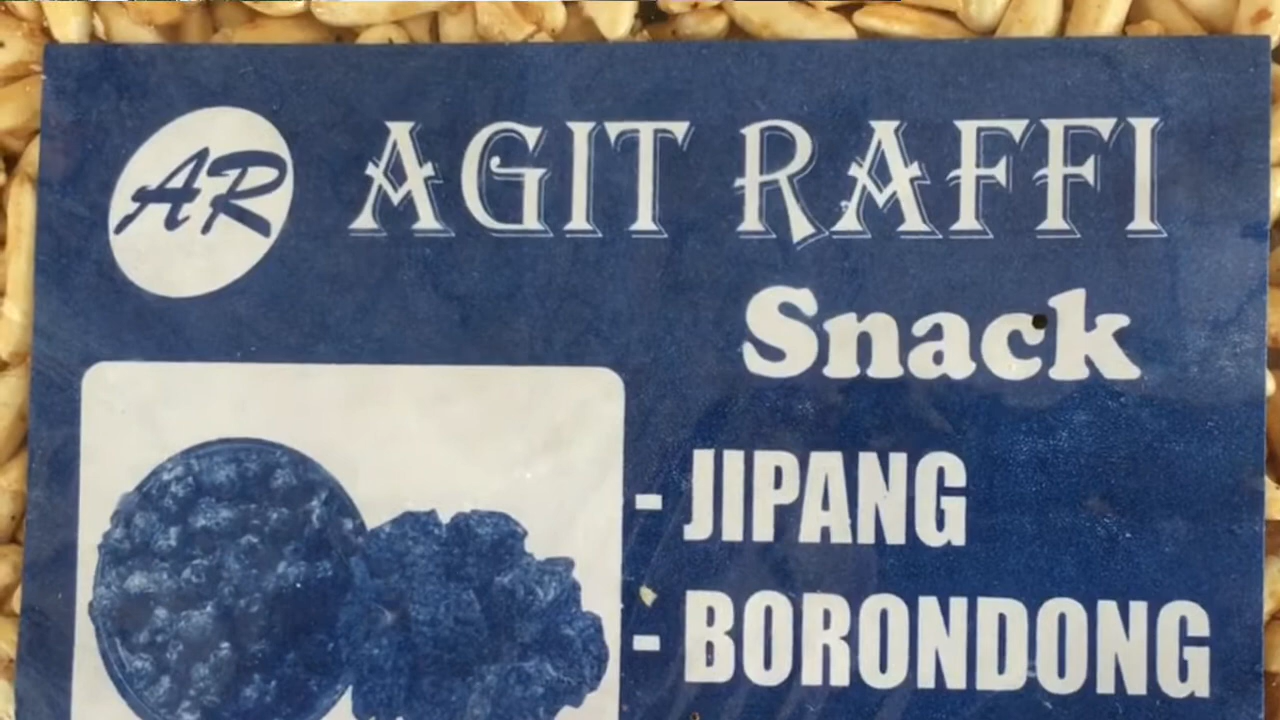 AR
AGIT RAFFI
Snack
- JIPANG
- BORONDONG